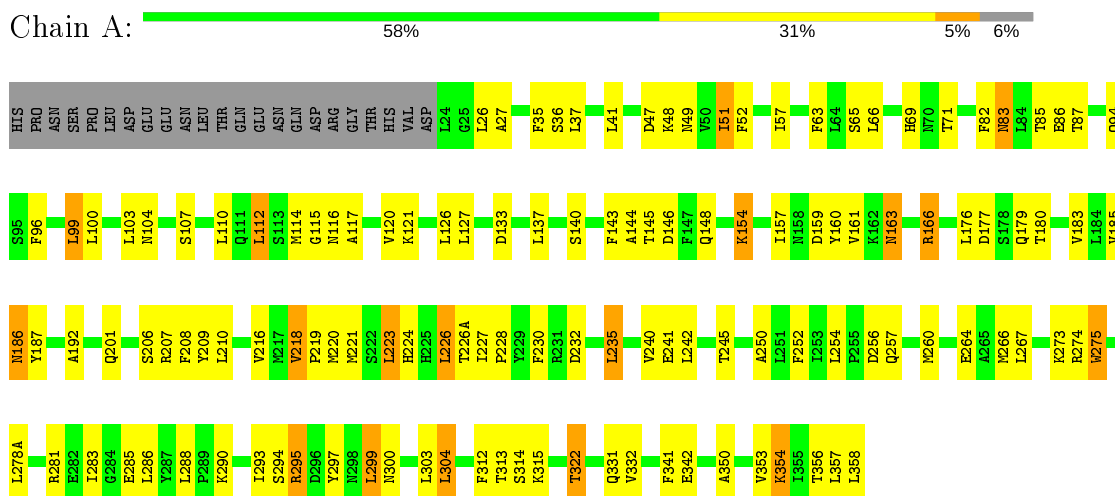 Chain A:
58% 31% 5% 6%
HIS PRO ASN SER PRO LEU ASP GLU GLU ASN LEU THR GLN GLU ASN GLN ASP ARG GLY THR HIS VAL ASP L24 G25 L26 A27 F35 S36 L37 L41 D47 K48 N49 V50 I51 F52 I57 F63 L64 S65 L66 H69 N70 T71 F82 N83 L84 T85 E86 T87 D94
S95 F96 L99 L100 L103 N104 S107 L110 Q111 L112 S113 M114 G115 N116 A117 V120 K121 L126 L127 D133 L137 S140 F143 A144 T145 D146 F147 Q148 K154 I157 N158 D159 Y160 V161 K162 N163 R166 L176 D177 S178 Q179 T180 V183 L184 V185
N186 Y187 A192 Q201 S206 R207 F208 Y209 L210 V216 M217 V218 P219 M220 M221 S222 L223 H224 H225 L226 T226A I227 P228 Y229 F230 R231 D232 L235 V240 E241 L242 T245 A250 L251 F252 I253 L254 P255 D256 Q257 M260 E264 A265 M266 L267 K273 R274 W275
L278A R281 E282 I283 G284 E285 L286 Y287 L288 P289 K290 I293 S294 R295 D296 Y297 N298 L299 N300 L303 L304 F312 T313 S314 K315 T322 Q331 V332 F341 E342 A350 V353 K354 I355 T356 L357 L358